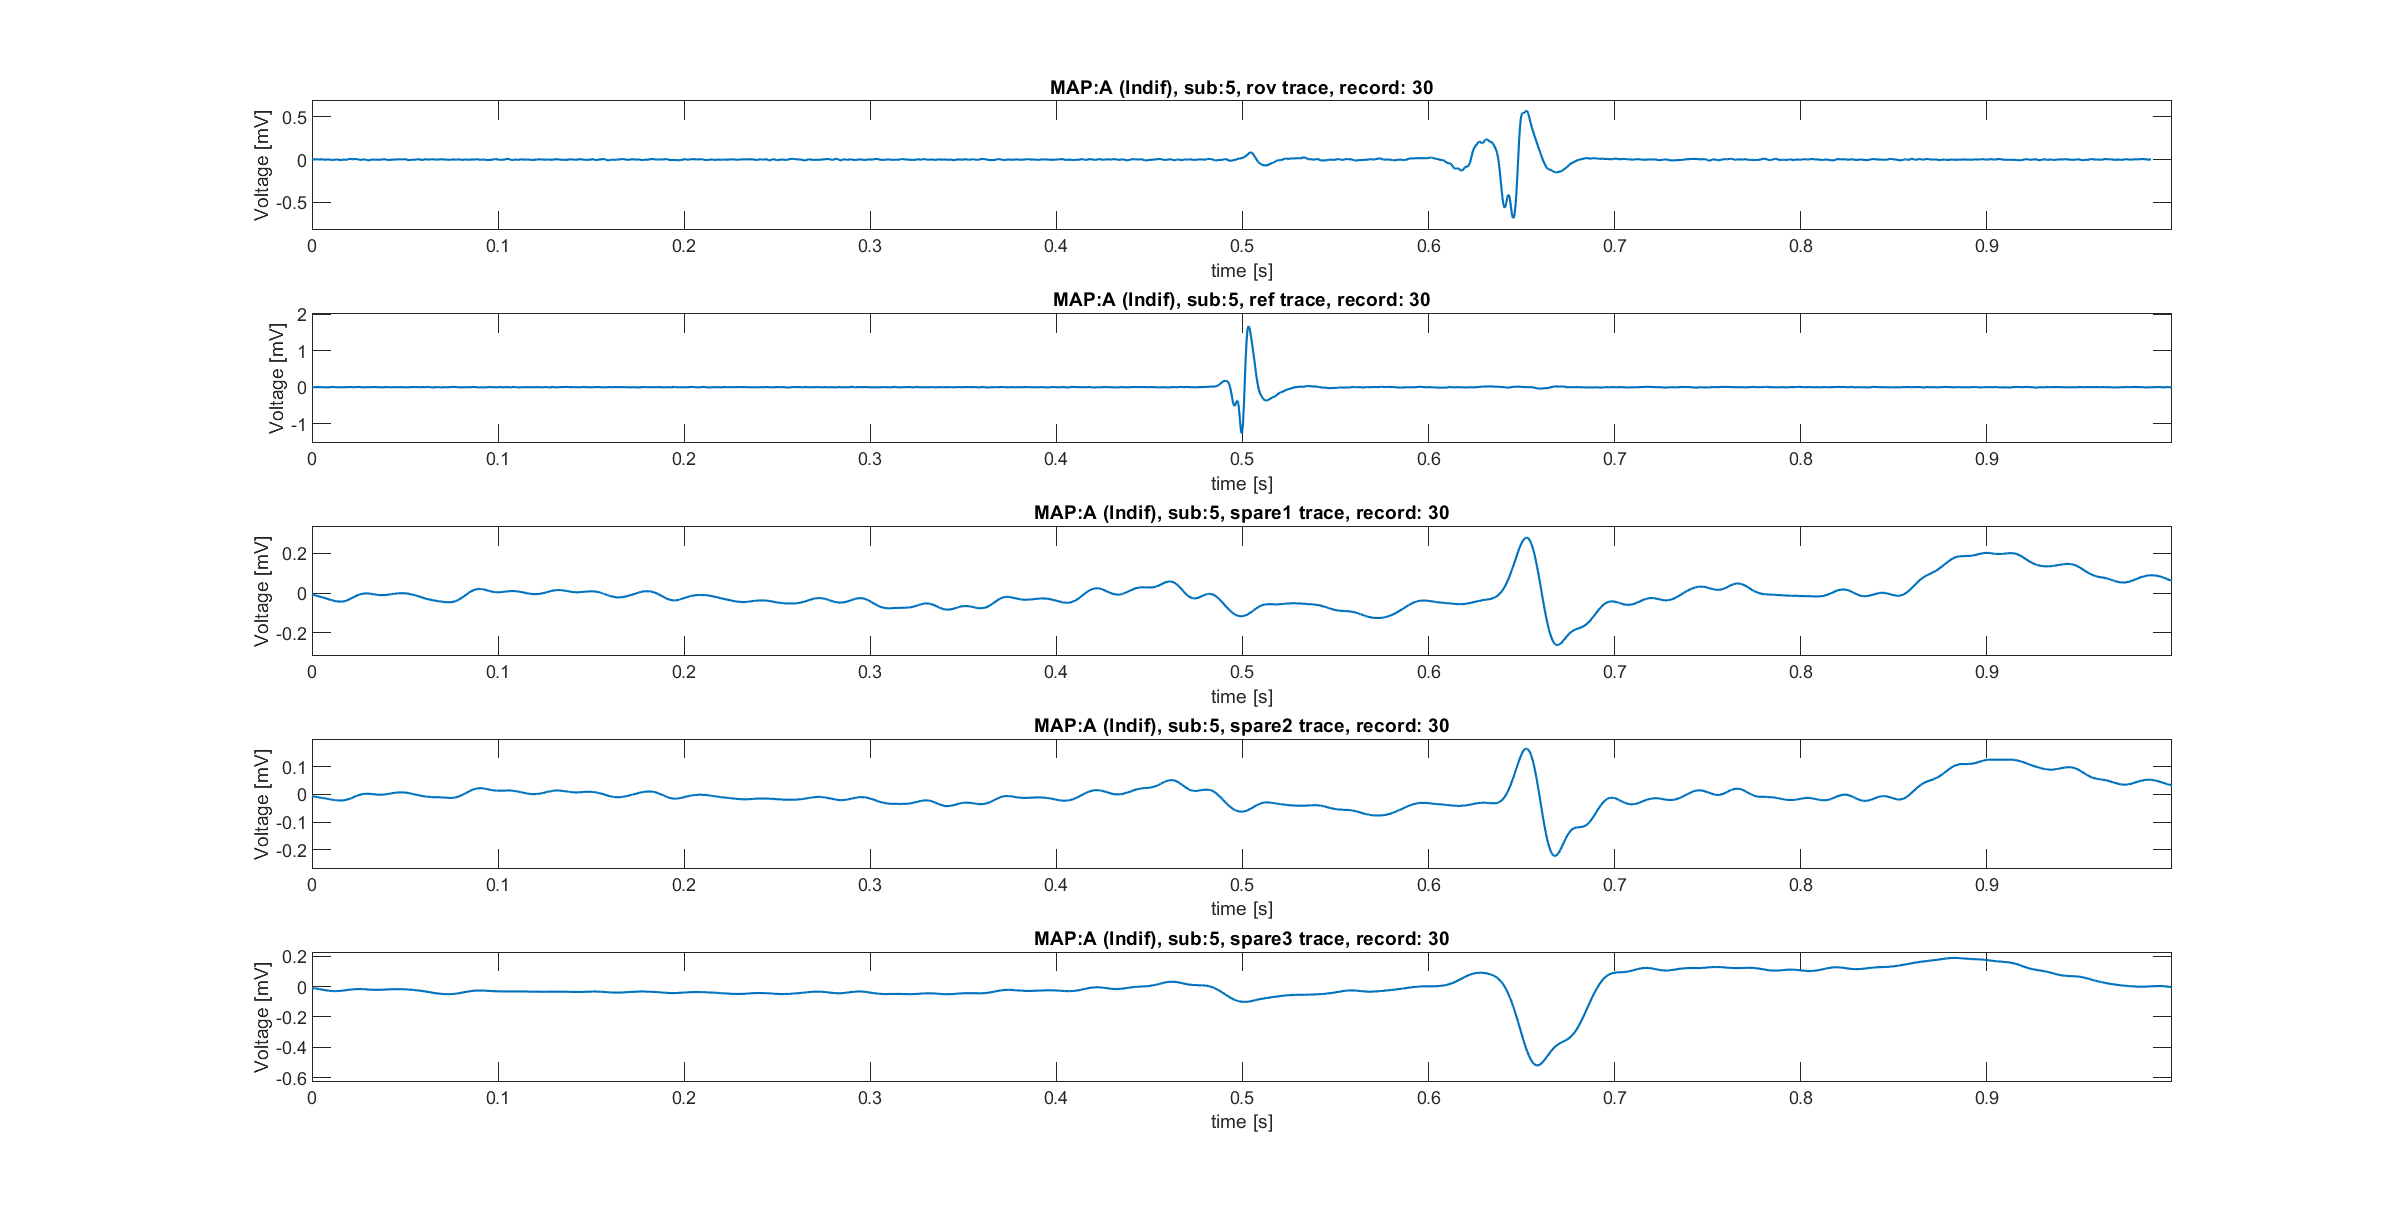 MAP:A (Indif), sub:5, rov trace, record: 30
Voltage [mV]
0.5
0
-0.5
0 0.1 0.2 0.3 0.4 0.5 0.6 0.7 0.8 0.9
time [s]
MAP:A (Indif), sub:5, ref trace, record: 30
Voltage [mV]
2
1
0
-1
0 0.1 0.2 0.3 0.4 0.5 0.6 0.7 0.8 0.9
time [s]
MAP:A (Indif), sub:5, spare1 trace, record: 30
Voltage [mV]
0.2
0
-0.2
0 0.1 0.2 0.3 0.4 0.5 0.6 0.7 0.8 0.9
time [s]
MAP:A (Indif), sub:5, spare2 trace, record: 30
Voltage [mV]
0.1
0
-0.1
-0.2
0 0.1 0.2 0.3 0.4 0.5 0.6 0.7 0.8 0.9
time [s]
MAP:A (Indif), sub:5, spare3 trace, record: 30
Voltage [mV]
0.2
0
-0.2
-0.4
-0.6
0 0.1 0.2 0.3 0.4 0.5 0.6 0.7 0.8 0.9
time [s]